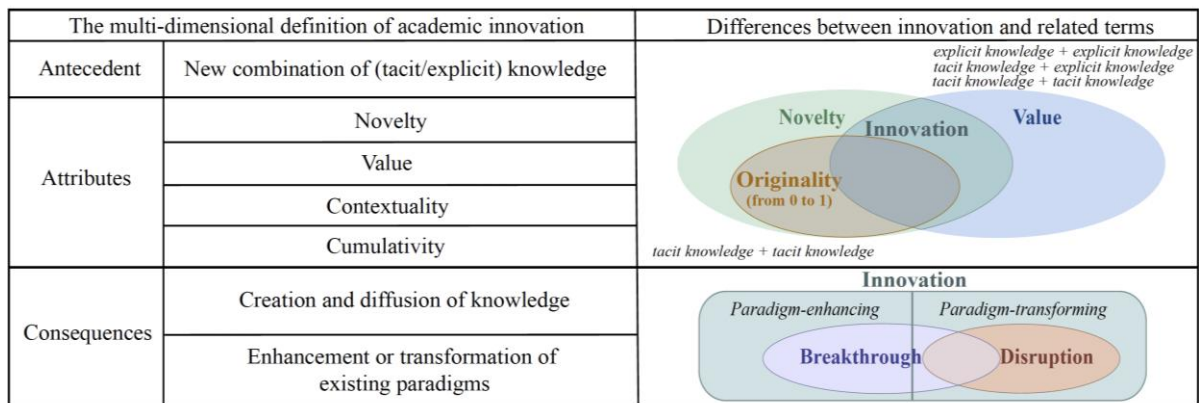 The multi-dimensional definition of academic innovation
Differences between innovation and related terms
Antecedent
New combination of (tacit/explicit) knowledge
Attributes
Novelty
Value
Contextuality
Cumulativity
explicit knowledge + explicit knowledge
tacit knowledge + explicit knowledge
tacit knowledge + tacit knowledge
Novelty
Innovation
Value
Originality
(from 0 to 1)
tacit knowledge + tacit knowledge
Consequences
Creation and diffusion of knowledge
Enhancement or transformation of
existing paradigms
Innovation
Paradigm-enhancing
Paradigm-transforming
Breakthrough
Disruption